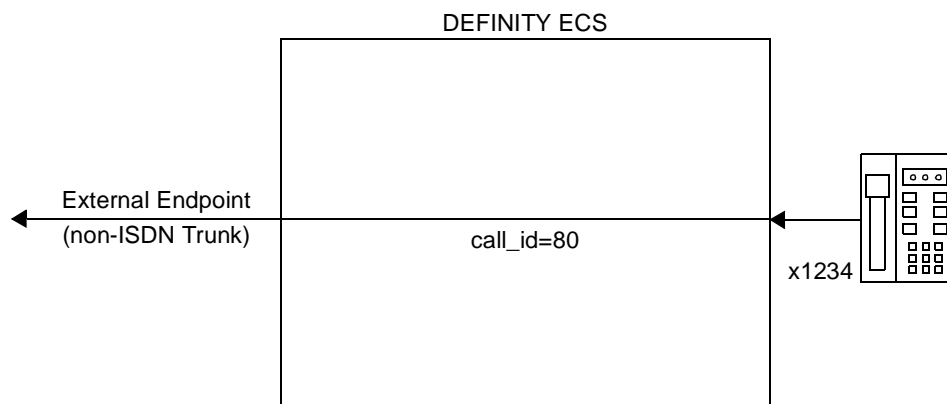 DEFINITY ECS
External Endpoint
(non-ISDN Trunk)
call_id=80
x1234